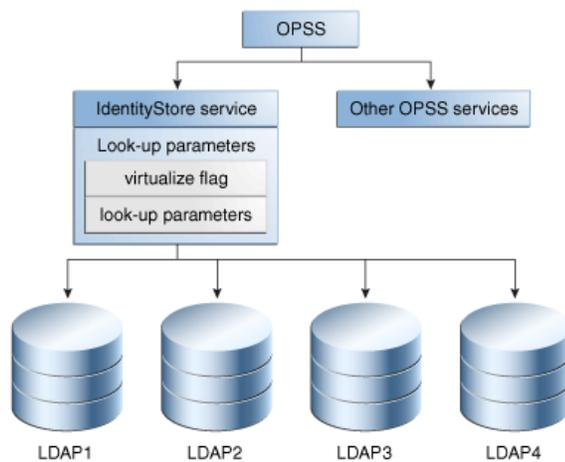 OPSS
IdentityStore service
Other OPSS services
Look-up parameters
virtualize flag
look-up parameters
LDAP1
LDAP2
LDAP3
LDAP4